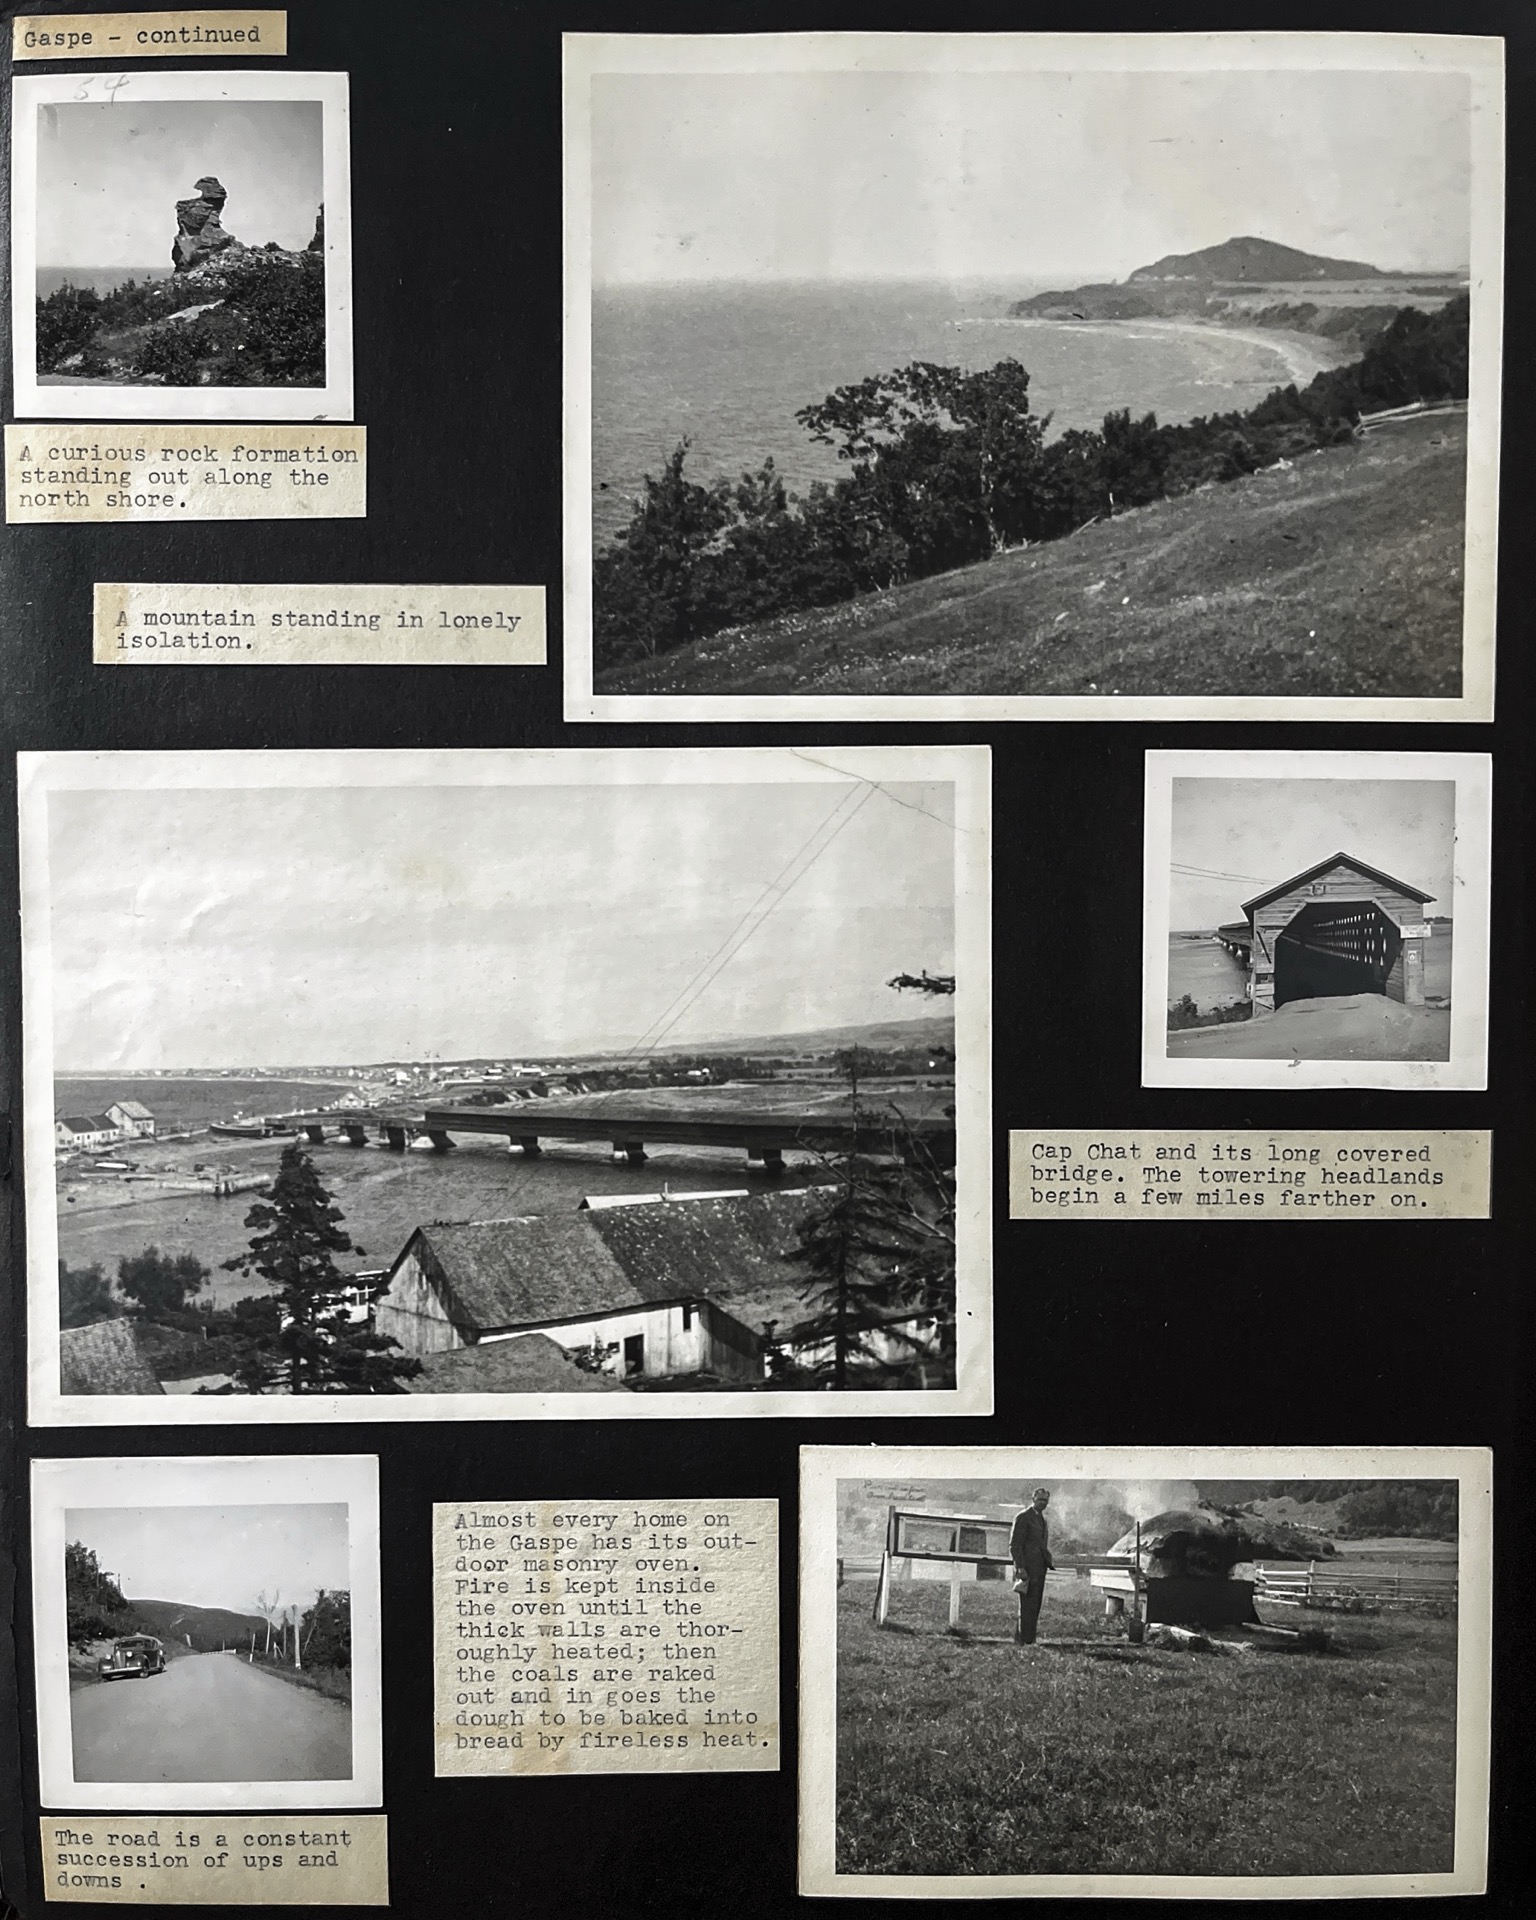 Gaspe - continued
54
A curious rock formation
standing out along the
north shore.
A mountain standing in lonely
isolation.
Cap Chat and its long covered
bridge. The towering headlands
begin a few miles farther on.
Almost every home on
the Gaspe has its out-
door masonry oven.
Fire is kept inside
the oven until the
thick walls are thor-
oughly heated; then
the coals are raked
out and in goes the
dough to be baked into
bread by fireless heat.
The road is a constant
succession of ups and
downs .